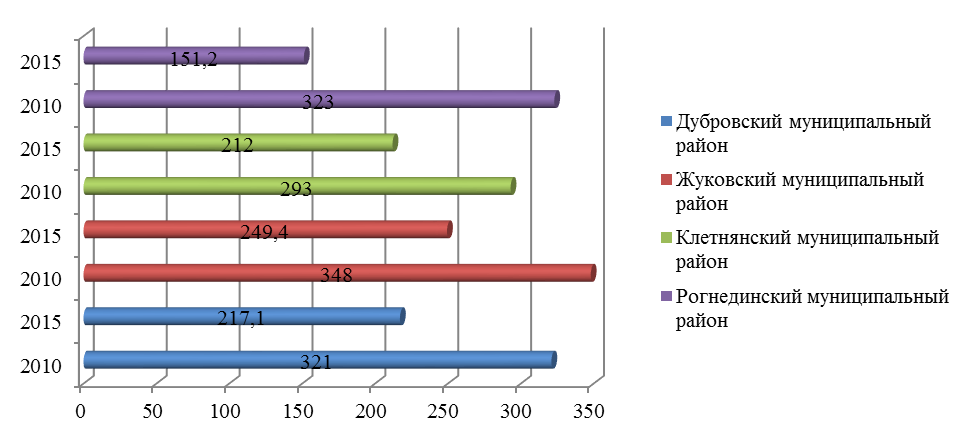 2015
151,2
2010
323
2015
212
2010
293
2015
249,4
2010
348
2015
217,1
2010
321
0 50 100 150 200 250 300 350
Дубровский муниципальный
район
Жуковский муниципальный
район
Клетнянский муниципальный
район
Рогнединский муниципальный
район